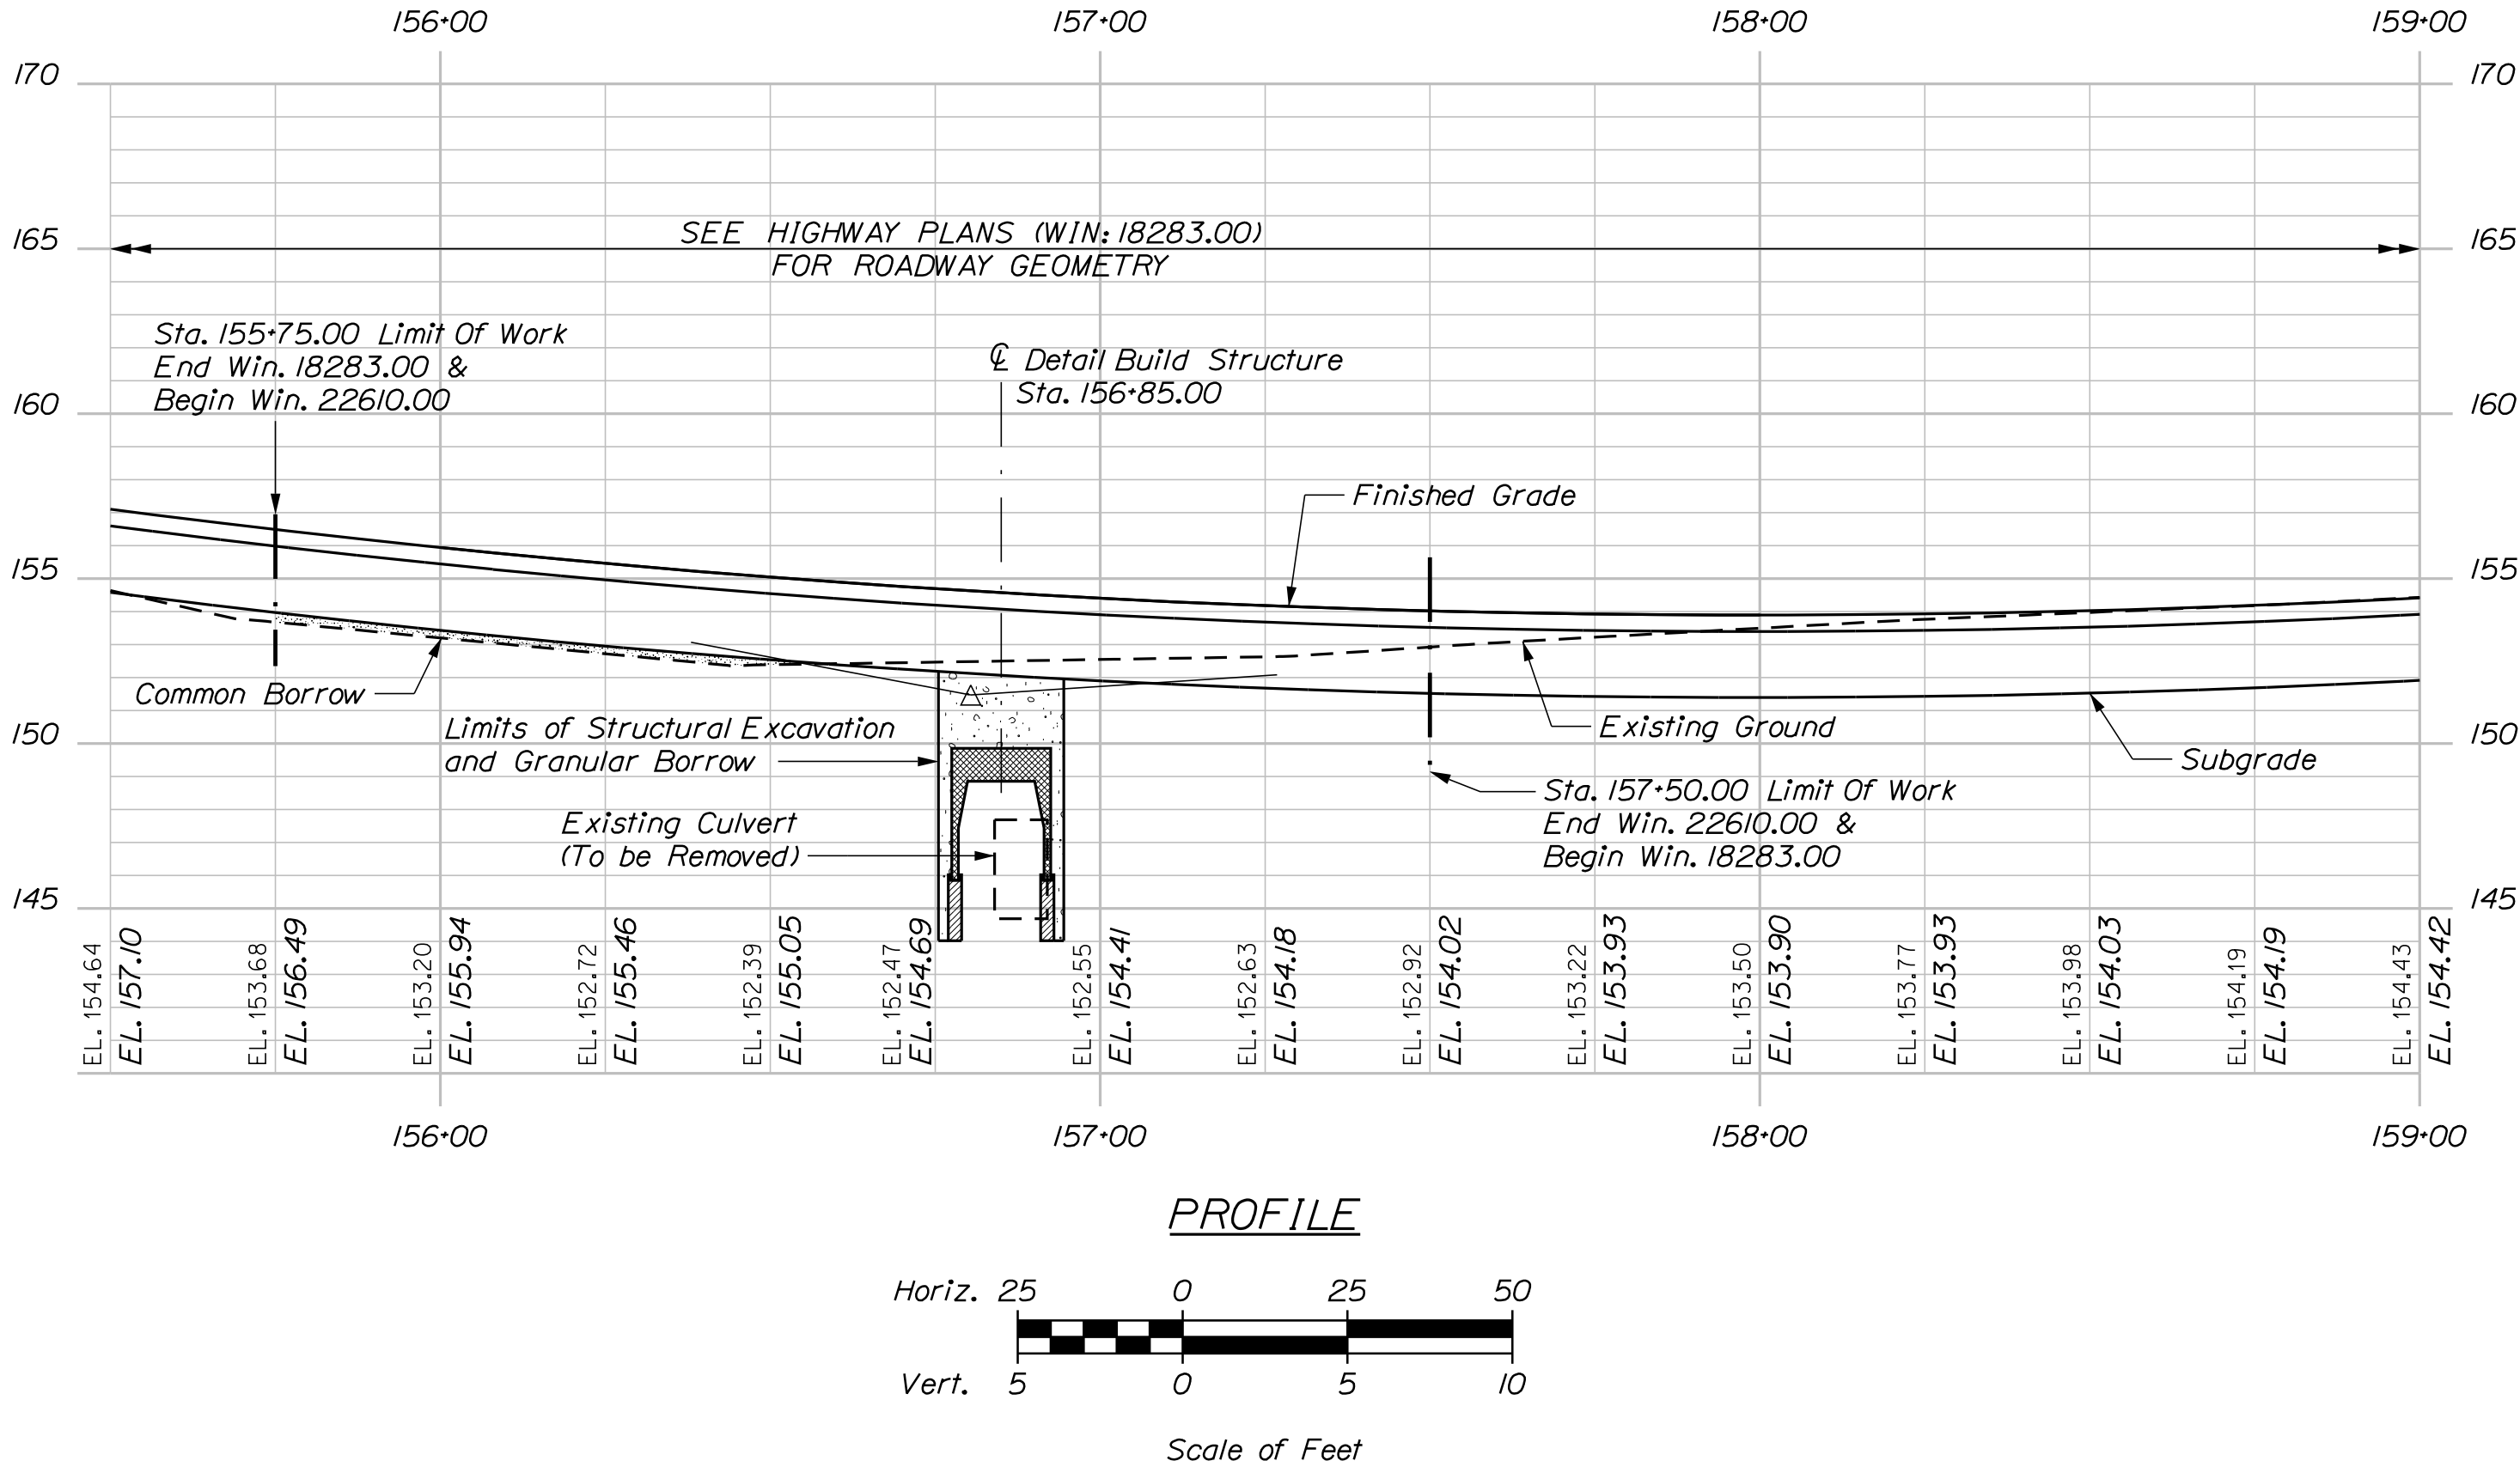 156+00 157+00 158+00 159+00
170 170
SEE HIGHWAY PLANS (WIN: 18283.00)
165 165
FOR ROADWAY GEOMETRY
Sta. 155+75.00 Limit Of Work
End Win. 18283.00 &
Begin Win. 22610.00
℄ Detail Build Structure
Sta. 156+85.00
160 160
Finished Grade
155 155
Common Borrow
Limits of Structural Excavation
and Granular Borrow
Existing Ground
150 150
Subgrade
Existing Culvert
(To be Removed)
Sta. 157+50.00 Limit Of Work
End Win. 22610.00 &
Begin Win. 18283.00
145 145
EL. 154.64
EL. 157.10
EL. 153.68
EL. 156.49
EL. 153.20
EL. 155.94
EL. 152.72
EL. 155.46
EL. 152.39
EL. 155.05
EL. 152.47
EL. 154.69
EL. 152.55
EL. 154.41
EL. 152.63
EL. 154.18
EL. 152.92
EL. 154.02
EL. 153.22
EL. 153.93
EL. 153.50
EL. 153.90
EL. 153.77
EL. 153.93
EL. 153.98
EL. 154.03
EL. 154.19
EL. 154.19
EL. 154.43
EL. 154.42
156+00 157+00 158+00 159+00
PROFILE
Horiz. 25 0 25 50
Vert. 5 0 5 10
Scale of Feet